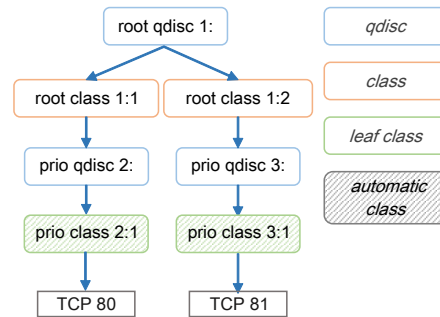 root qdisc 1:
root class 1:1
root class 1:2
prio qdisc 2:
prio qdisc 3:
prio class 2:1
prio class 3:1
TCP 80
TCP 81
qdisc
class
leaf class
automatic
class